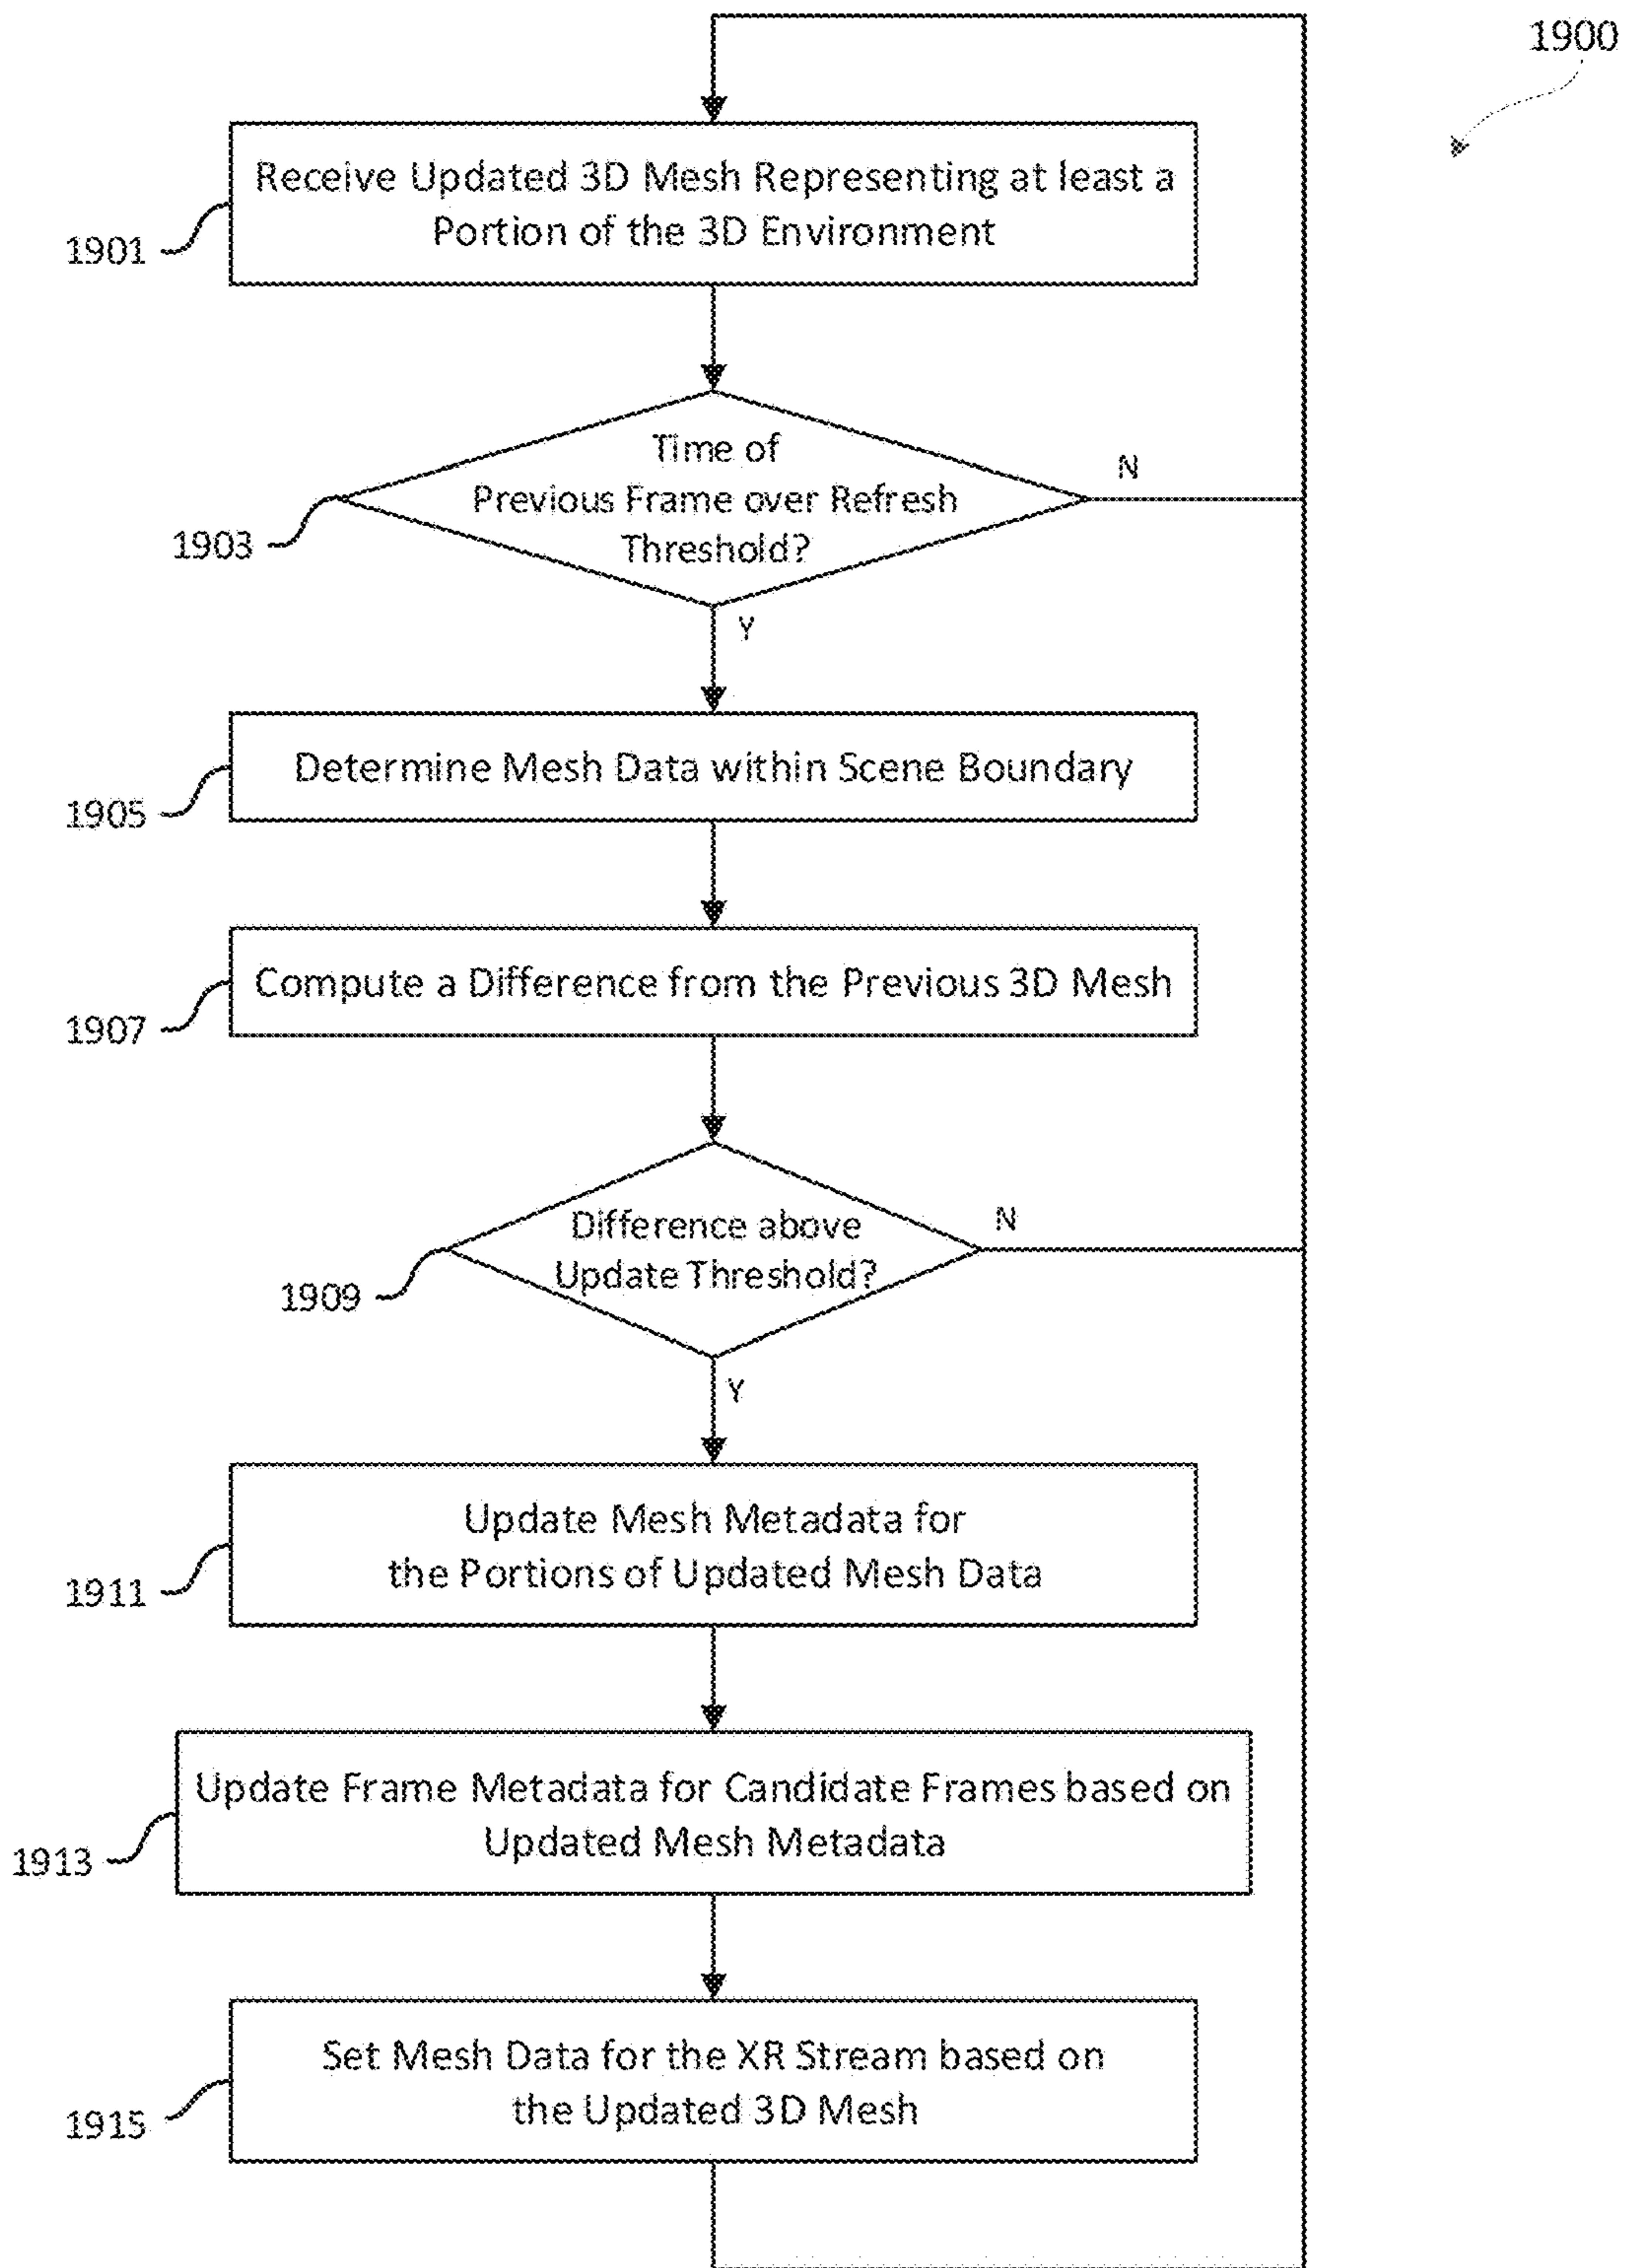 1900
Receive Updated 3D Mesh Representing at least a
Portion of the 3D Environment
1901
Time of
Previous Frame over Refresh
Threshold?
N
1903
Y
Determine Mesh Data within Scene Boundary
1905
Compute a Difference from the Previous 3D Mesh
1907
Difference above
Update Threshold?
N
1909
Y
Update Mesh Metadata for
the Portions of Updated Mesh Data
1911
Update Frame Metadata for Candidate Frames based on
Updated Mesh Metadata
1913
Set Mesh Data for the XR Stream based on
the Updated 3D Mesh
1915